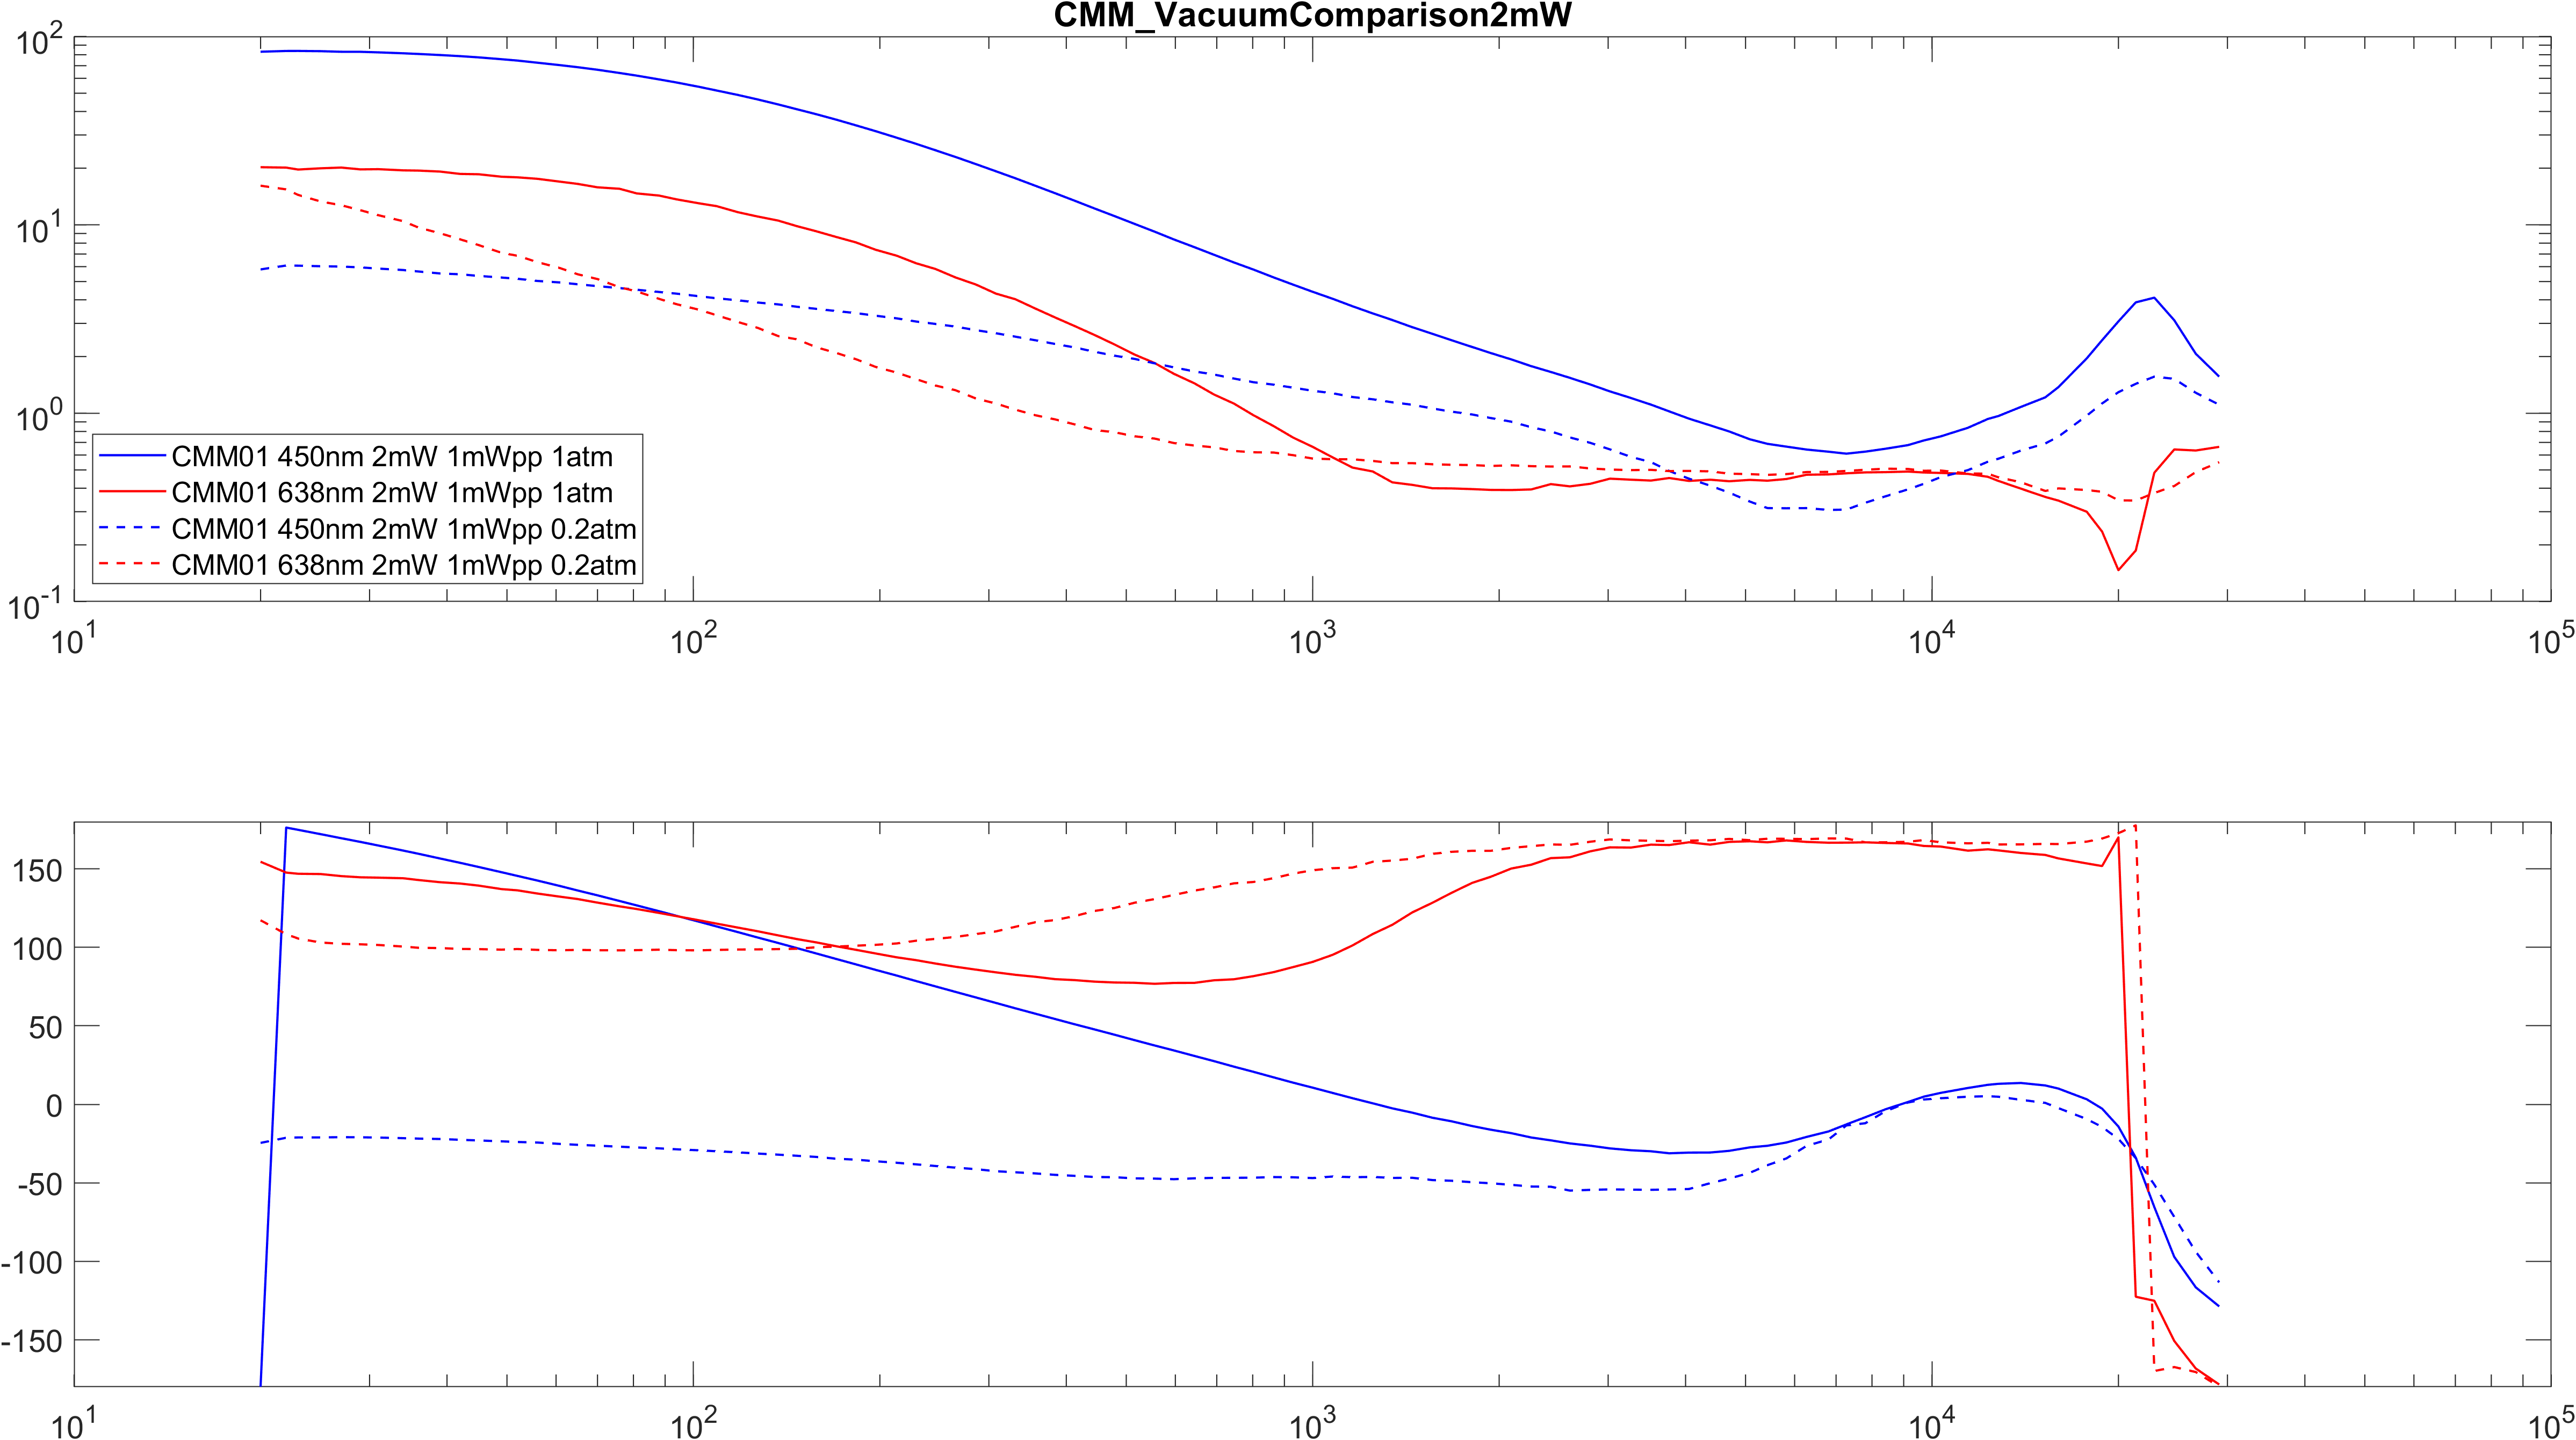 CMM_VacuumComparison2mW
10^2
10^1
10^0
10^-1
CMM01 450nm 2mW 1mWpp 1atm
CMM01 638nm 2mW 1mWpp 1atm
CMM01 450nm 2mW 1mWpp 0.2atm
CMM01 638nm 2mW 1mWpp 0.2atm
10^1 10^2 10^3 10^4 10^5
150
100
50
0
-50
-100
-150
10^1 10^2 10^3 10^4 10^5